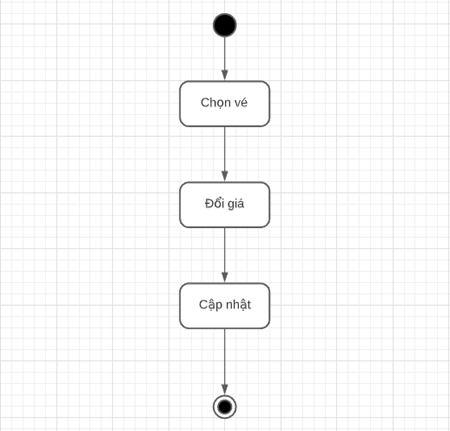 Chọn vé
Đổi giá
Cập nhật